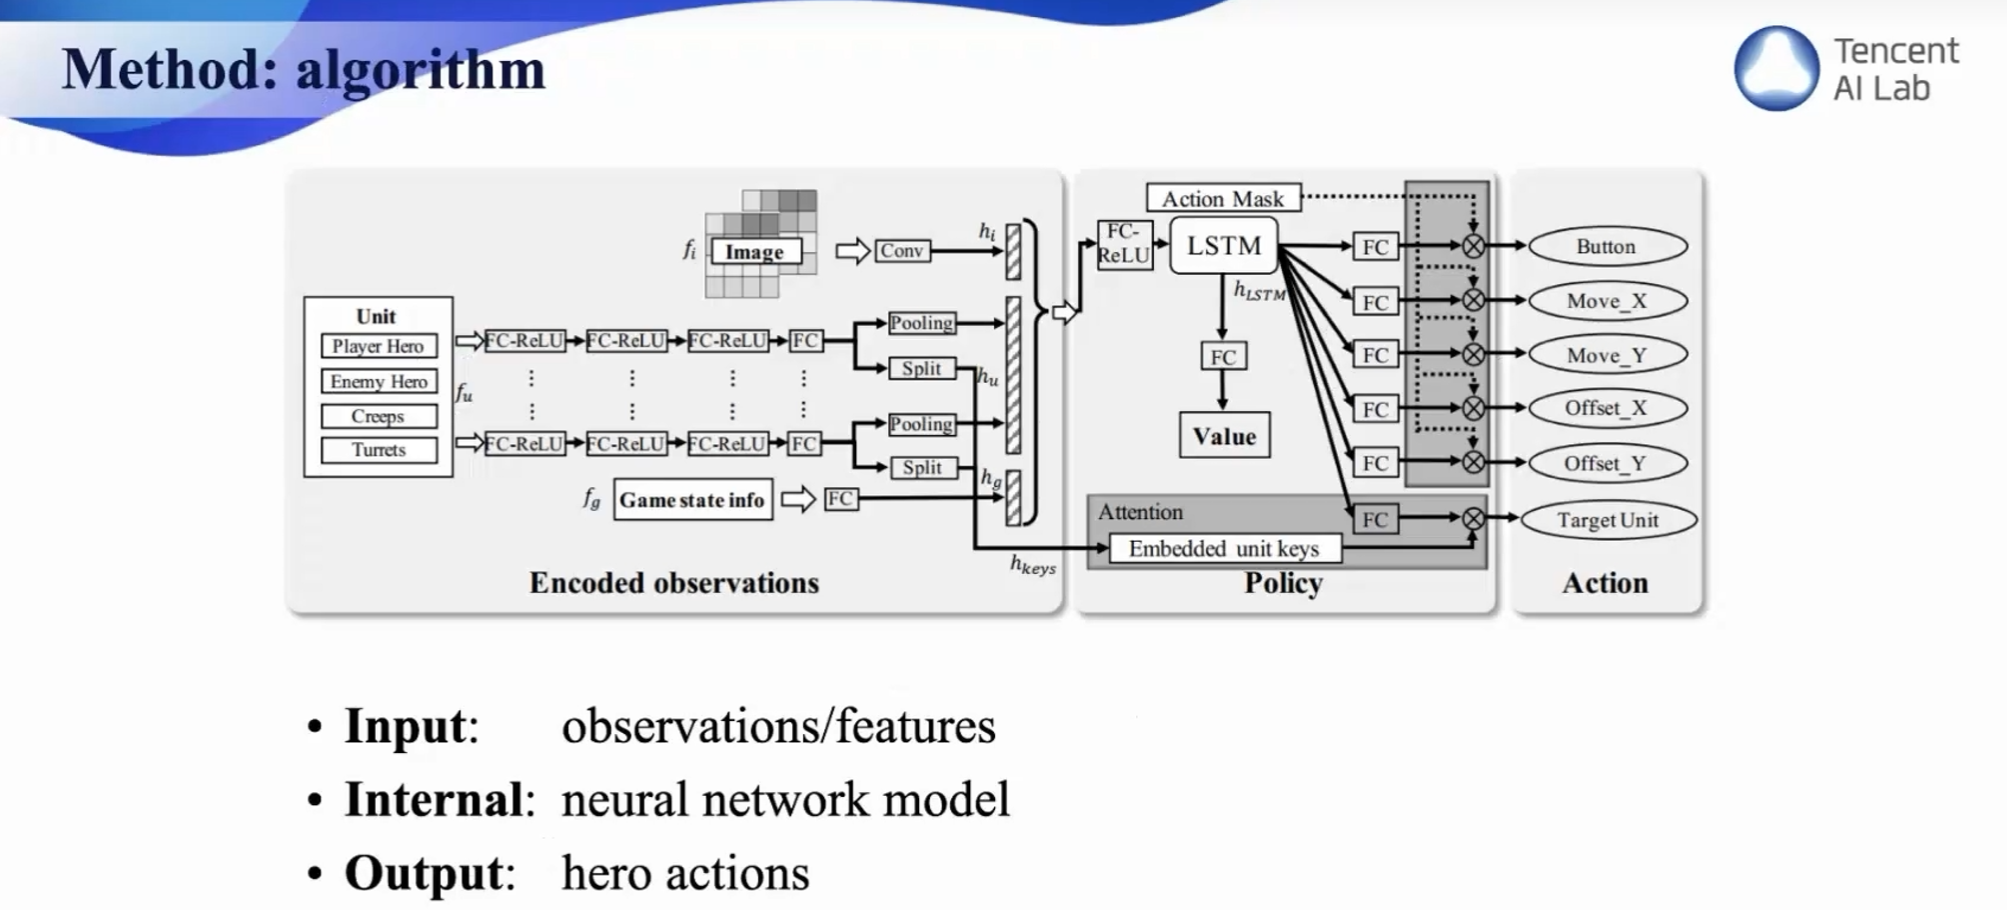 Method: algorithm
Tencent
AI Lab
f_i
Image
Conv
h_i
Unit
Player Hero
Enemy Hero
Creeps
Turrets
f_u
FC-ReLU
FC-ReLU
FC-ReLU
FC
Pooling
Split
h_u
FC-ReLU
FC-ReLU
FC-ReLU
FC
Pooling
Split
f_g
Game state info
FC
h_g
h_keys
Encoded observations
Action Mask
FC-
ReLU
LSTM
h_LSTM
FC
Value
FC
FC
FC
FC
FC
Attention
FC
Embedded unit keys
Policy
Button
Move_X
Move_Y
Offset_X
Offset_Y
Target Unit
Action
• Input: observations/features
• Internal: neural network model
• Output: hero actions